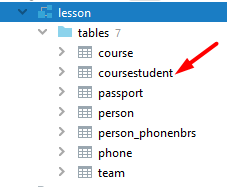 lesson
tables 7
course
coursestudent
passport
person
person_phonenbrs
phone
team